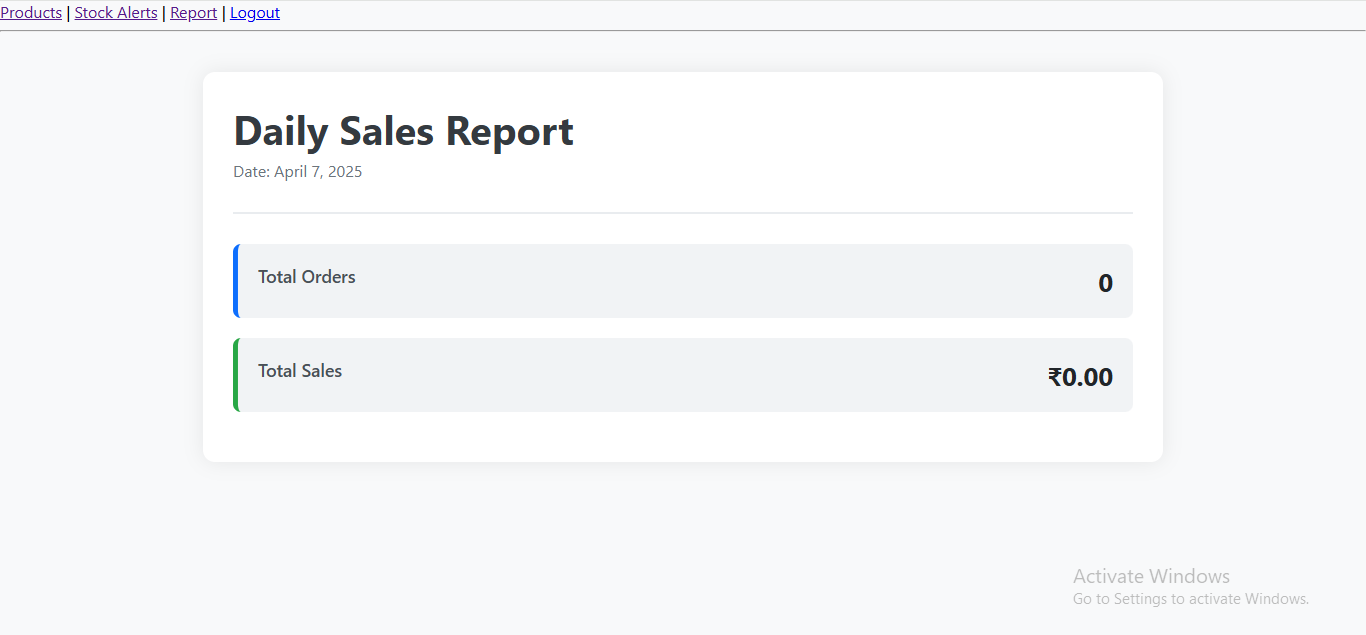 Products | Stock Alerts | Report | Logout
Daily Sales Report
Date: April 7, 2025
Total Orders
0
Total Sales
₹0.00
Activate Windows
Go to Settings to activate Windows.